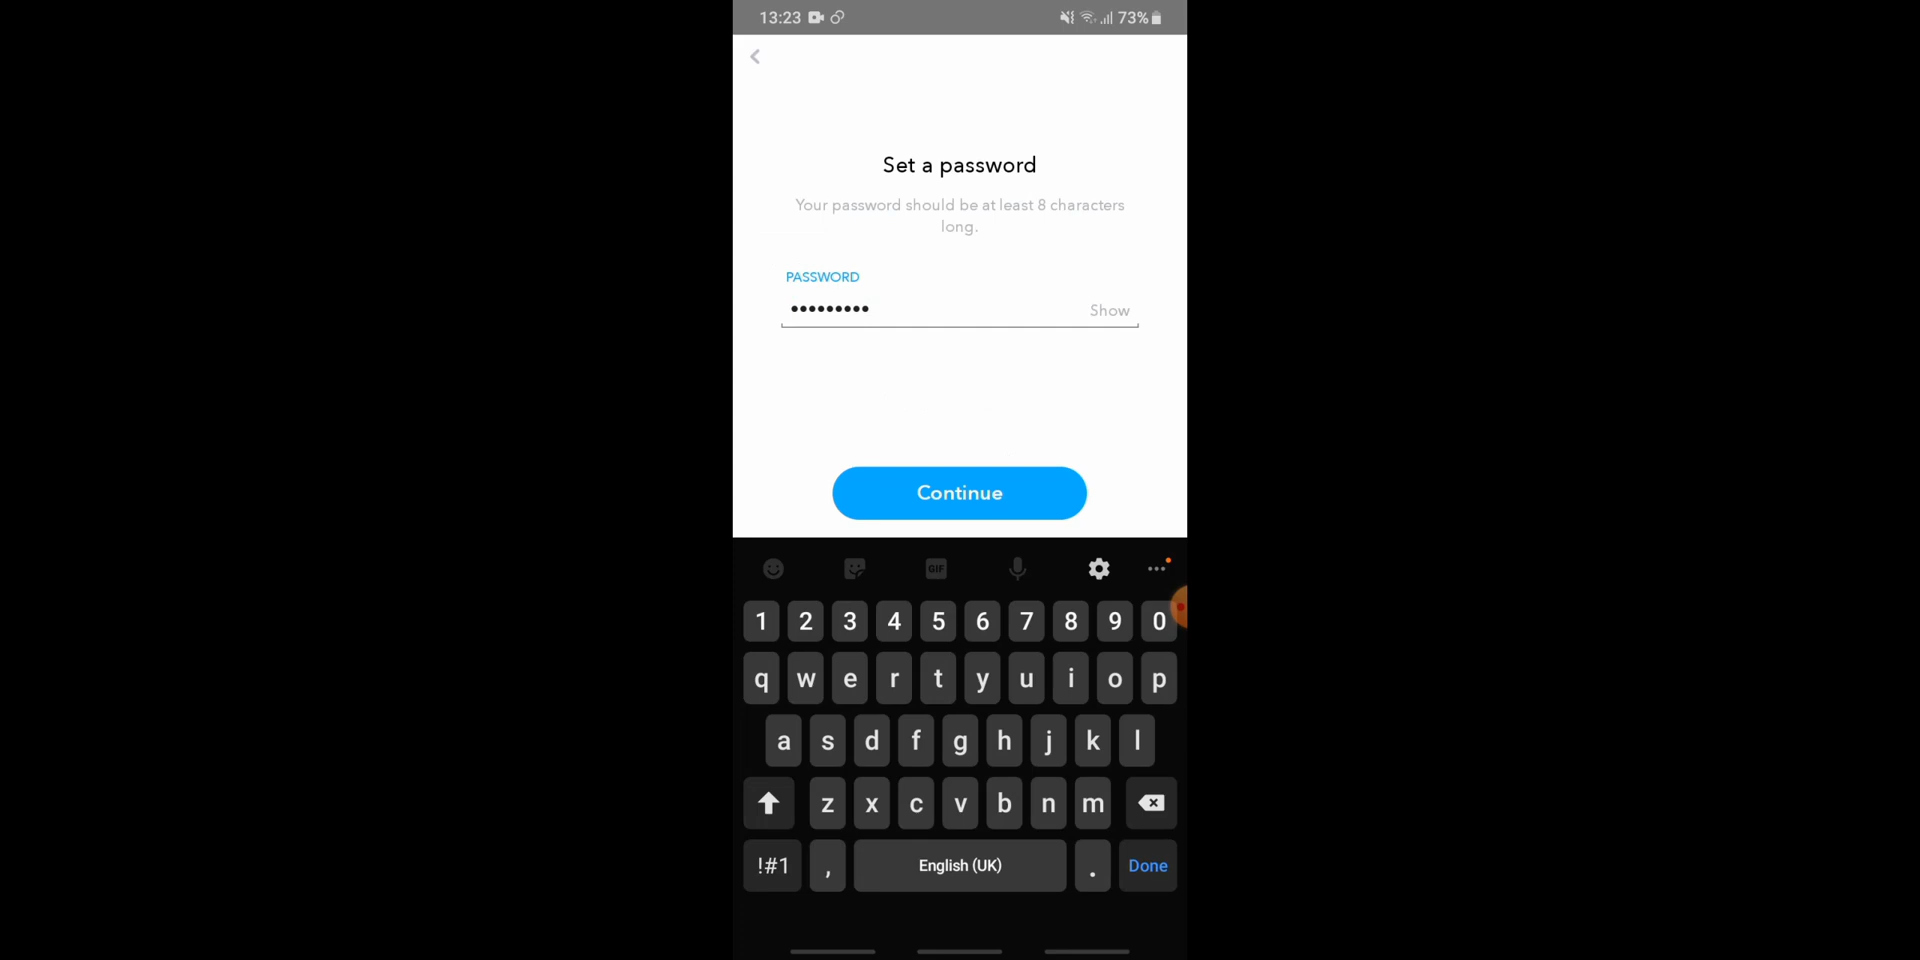 13:23 73%
Set a password
Your password should be at least 8 characters
long.
PASSWORD
••••••••• Show
Continue
GIF
1 2 3 4 5 6 7 8 9 0
q w e r t y u i o p
a s d f g h j k l
z x c v b n m
!#1 , English (UK) . Done